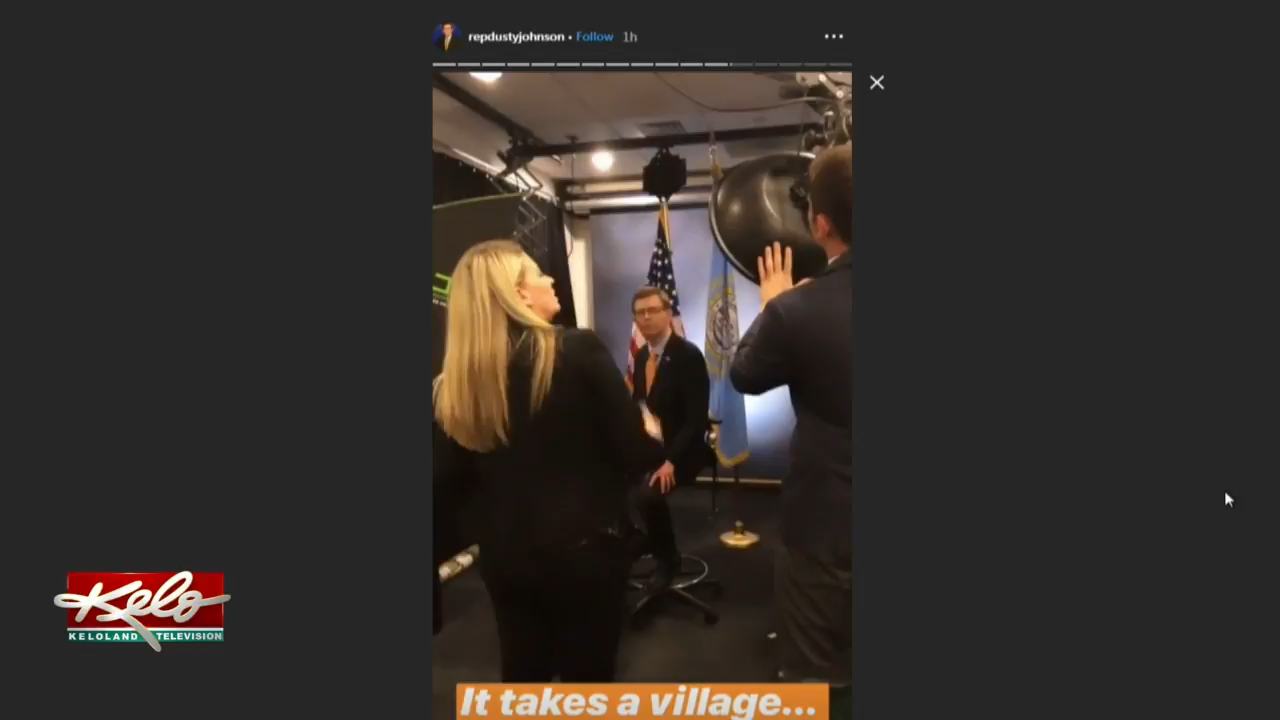 repdustyjohnson • Follow 1h
It takes a village...
Kelo
KELOLAND TELEVISION